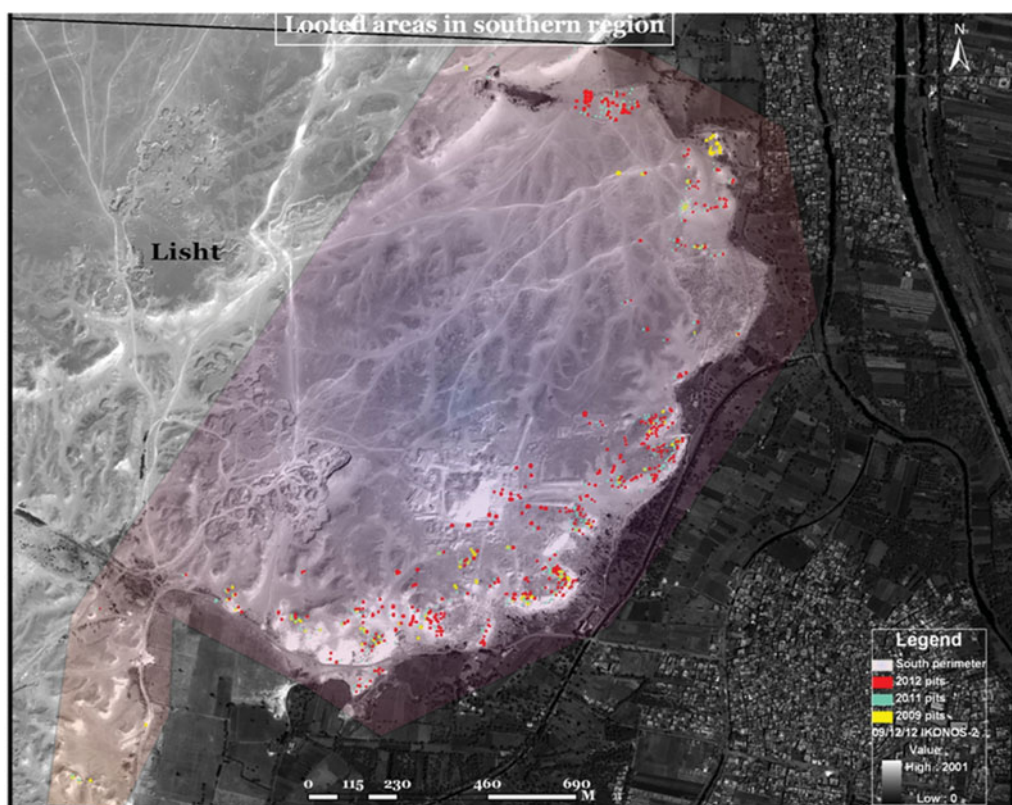 Looted areas in southern region
N
Lisht
Legend
South perimeter
2012 pits
2011 pits
2009 pits
09/12/12 IKONOS-2 ...
Value
High : 2001
Low : 0
0 115 230 460 690
M